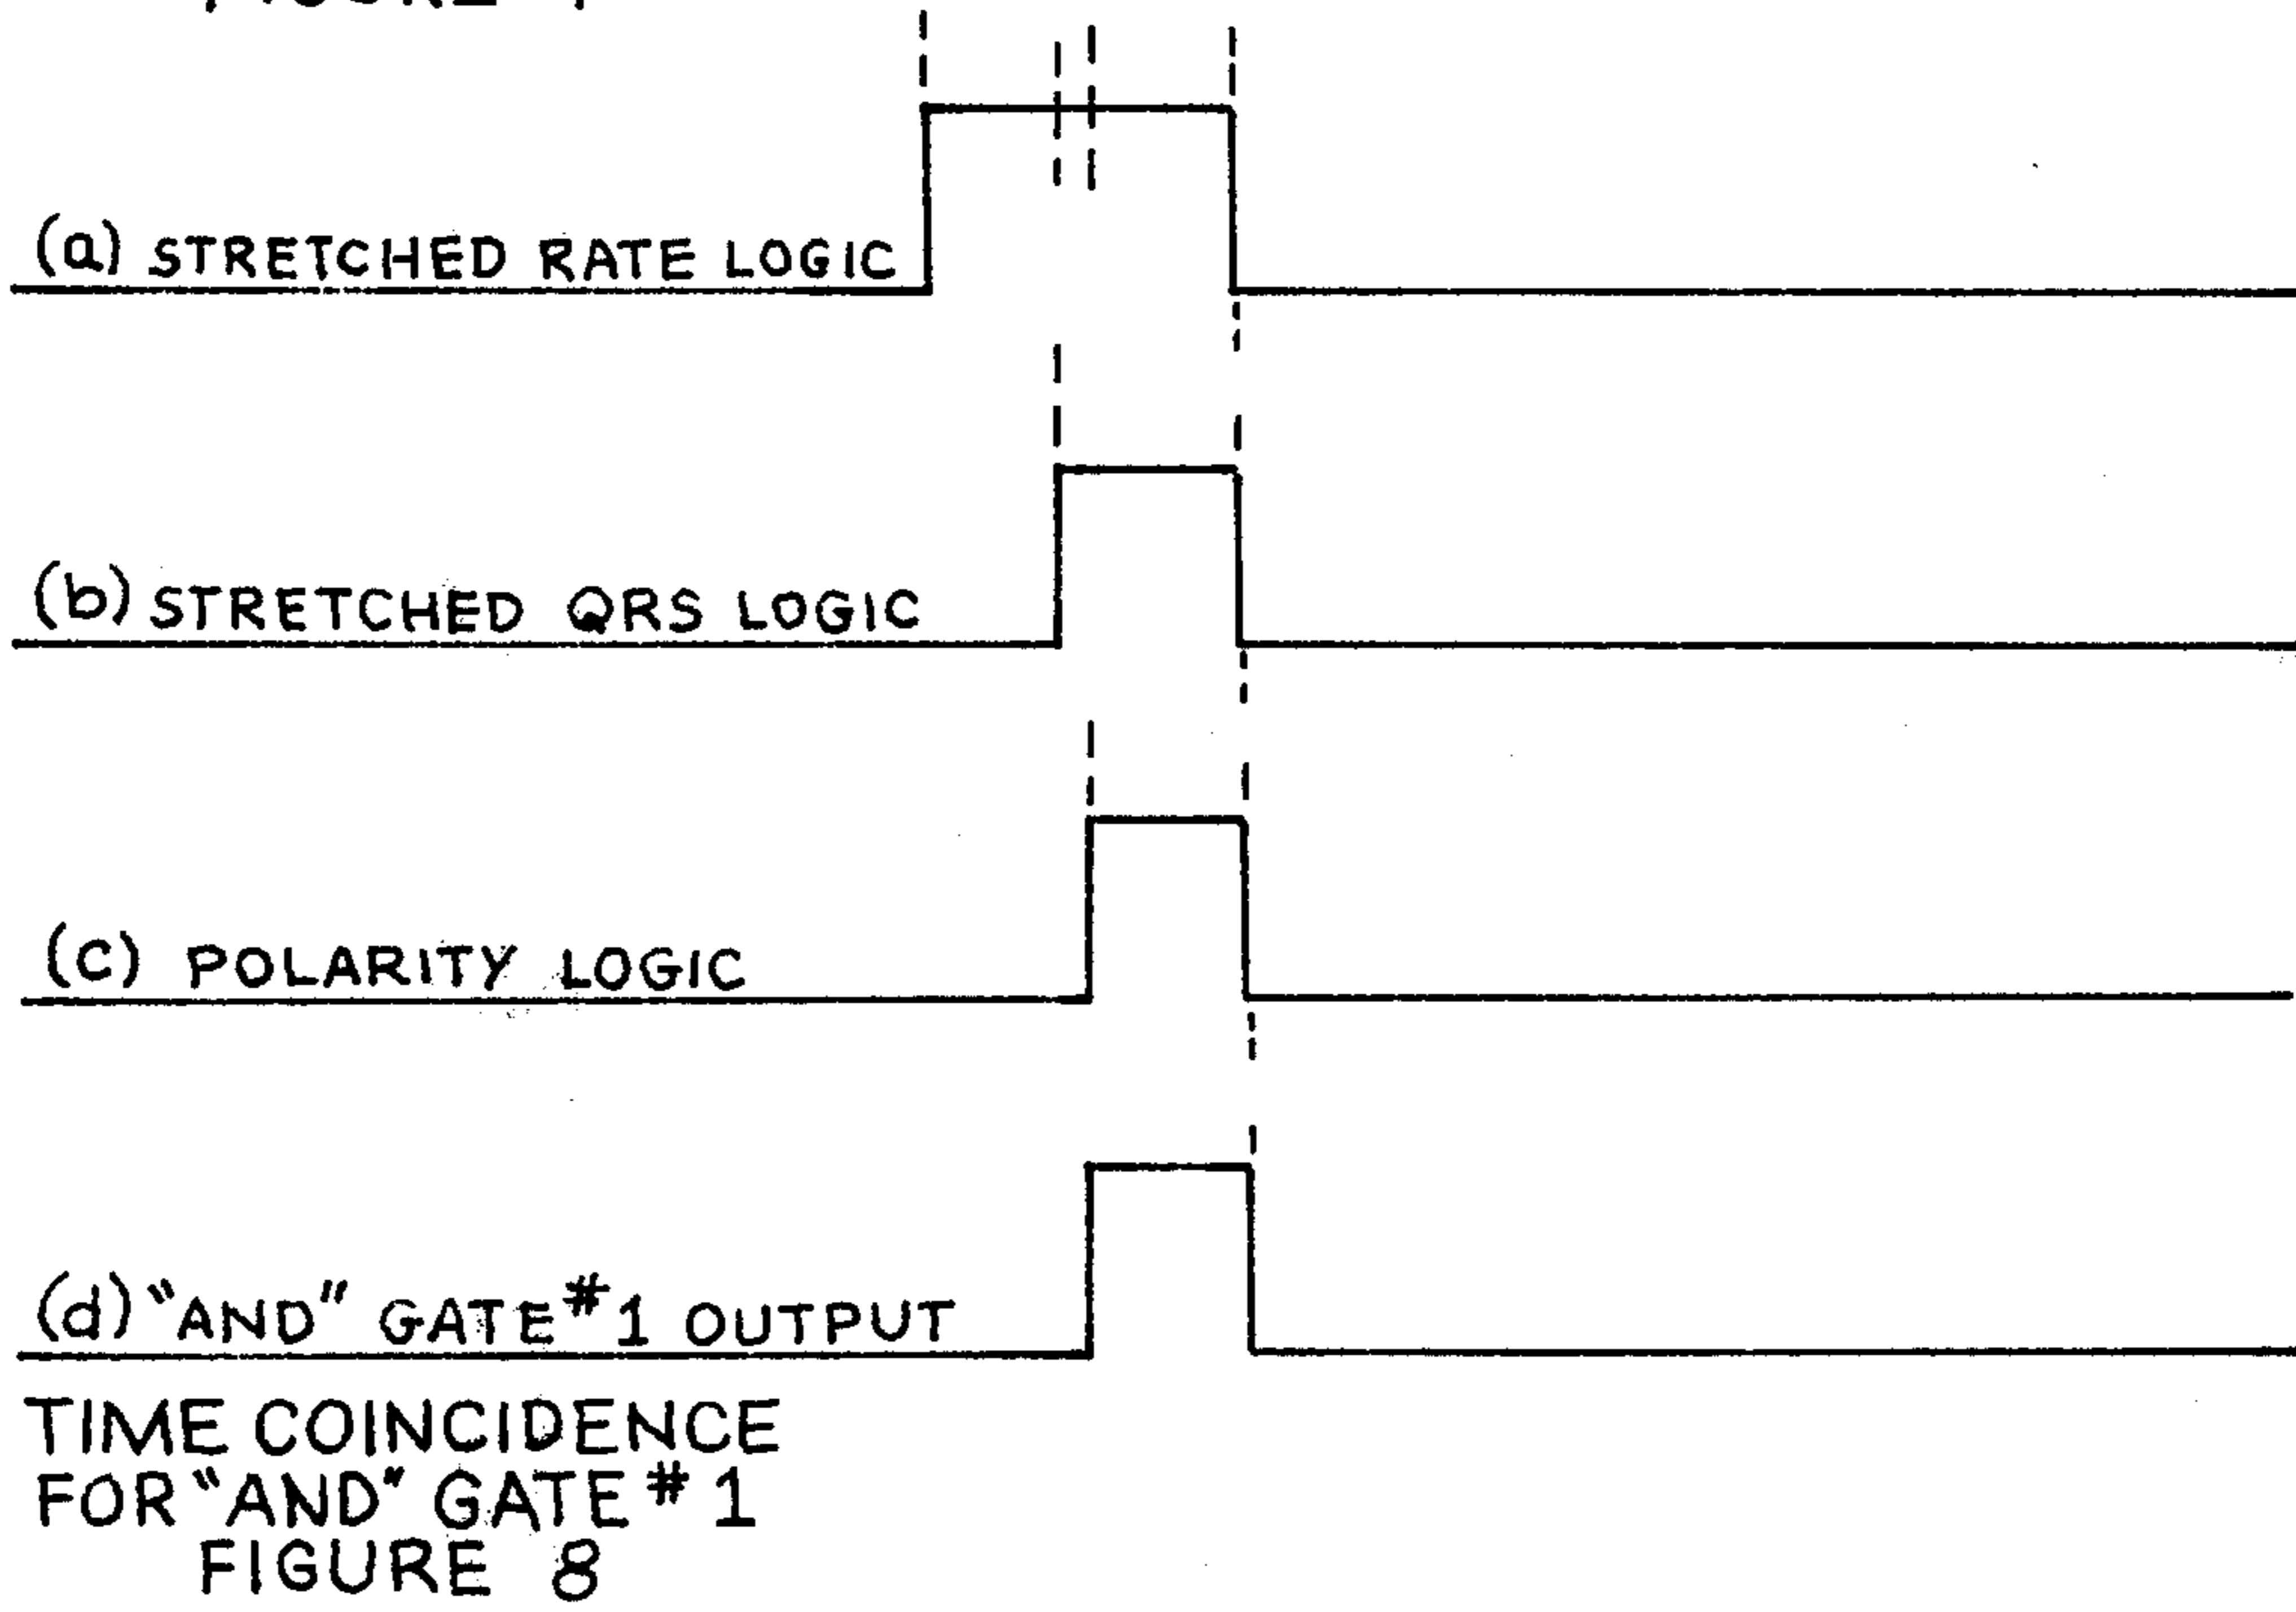 (a) STRETCHED RATE LOGIC
(b) STRETCHED QRS LOGIC
(c) POLARITY LOGIC
(d) "AND" GATE #1 OUTPUT
TIME COINCIDENCE
FOR "AND" GATE #1
FIGURE 8